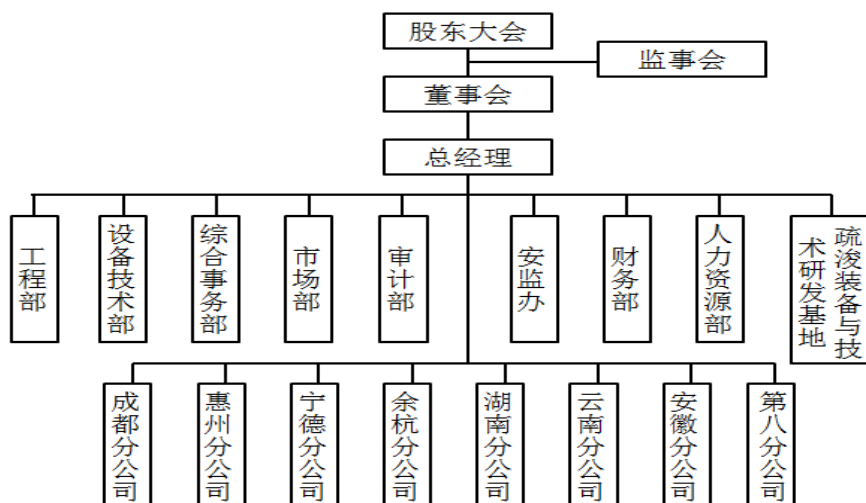 股东大会
监事会
董事会
总经理
工程部
设备技术部
综合事务部
市场部
审计部
安监办
财务部
人力资源部
疏浚装备与技
术研发基地
成都分公司
惠州分公司
宁德分公司
余杭分公司
湖南分公司
云南分公司
安徽分公司
第八分公司